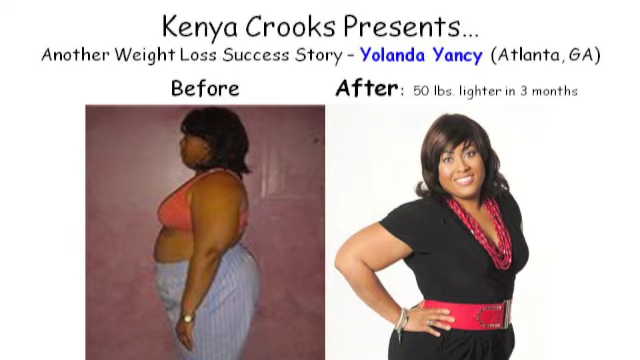 Kenya Crooks Presents...
Another Weight Loss Success Story – Yolanda Yancy (Atlanta, GA)
Before
After: 50 lbs. lighter in 3 months